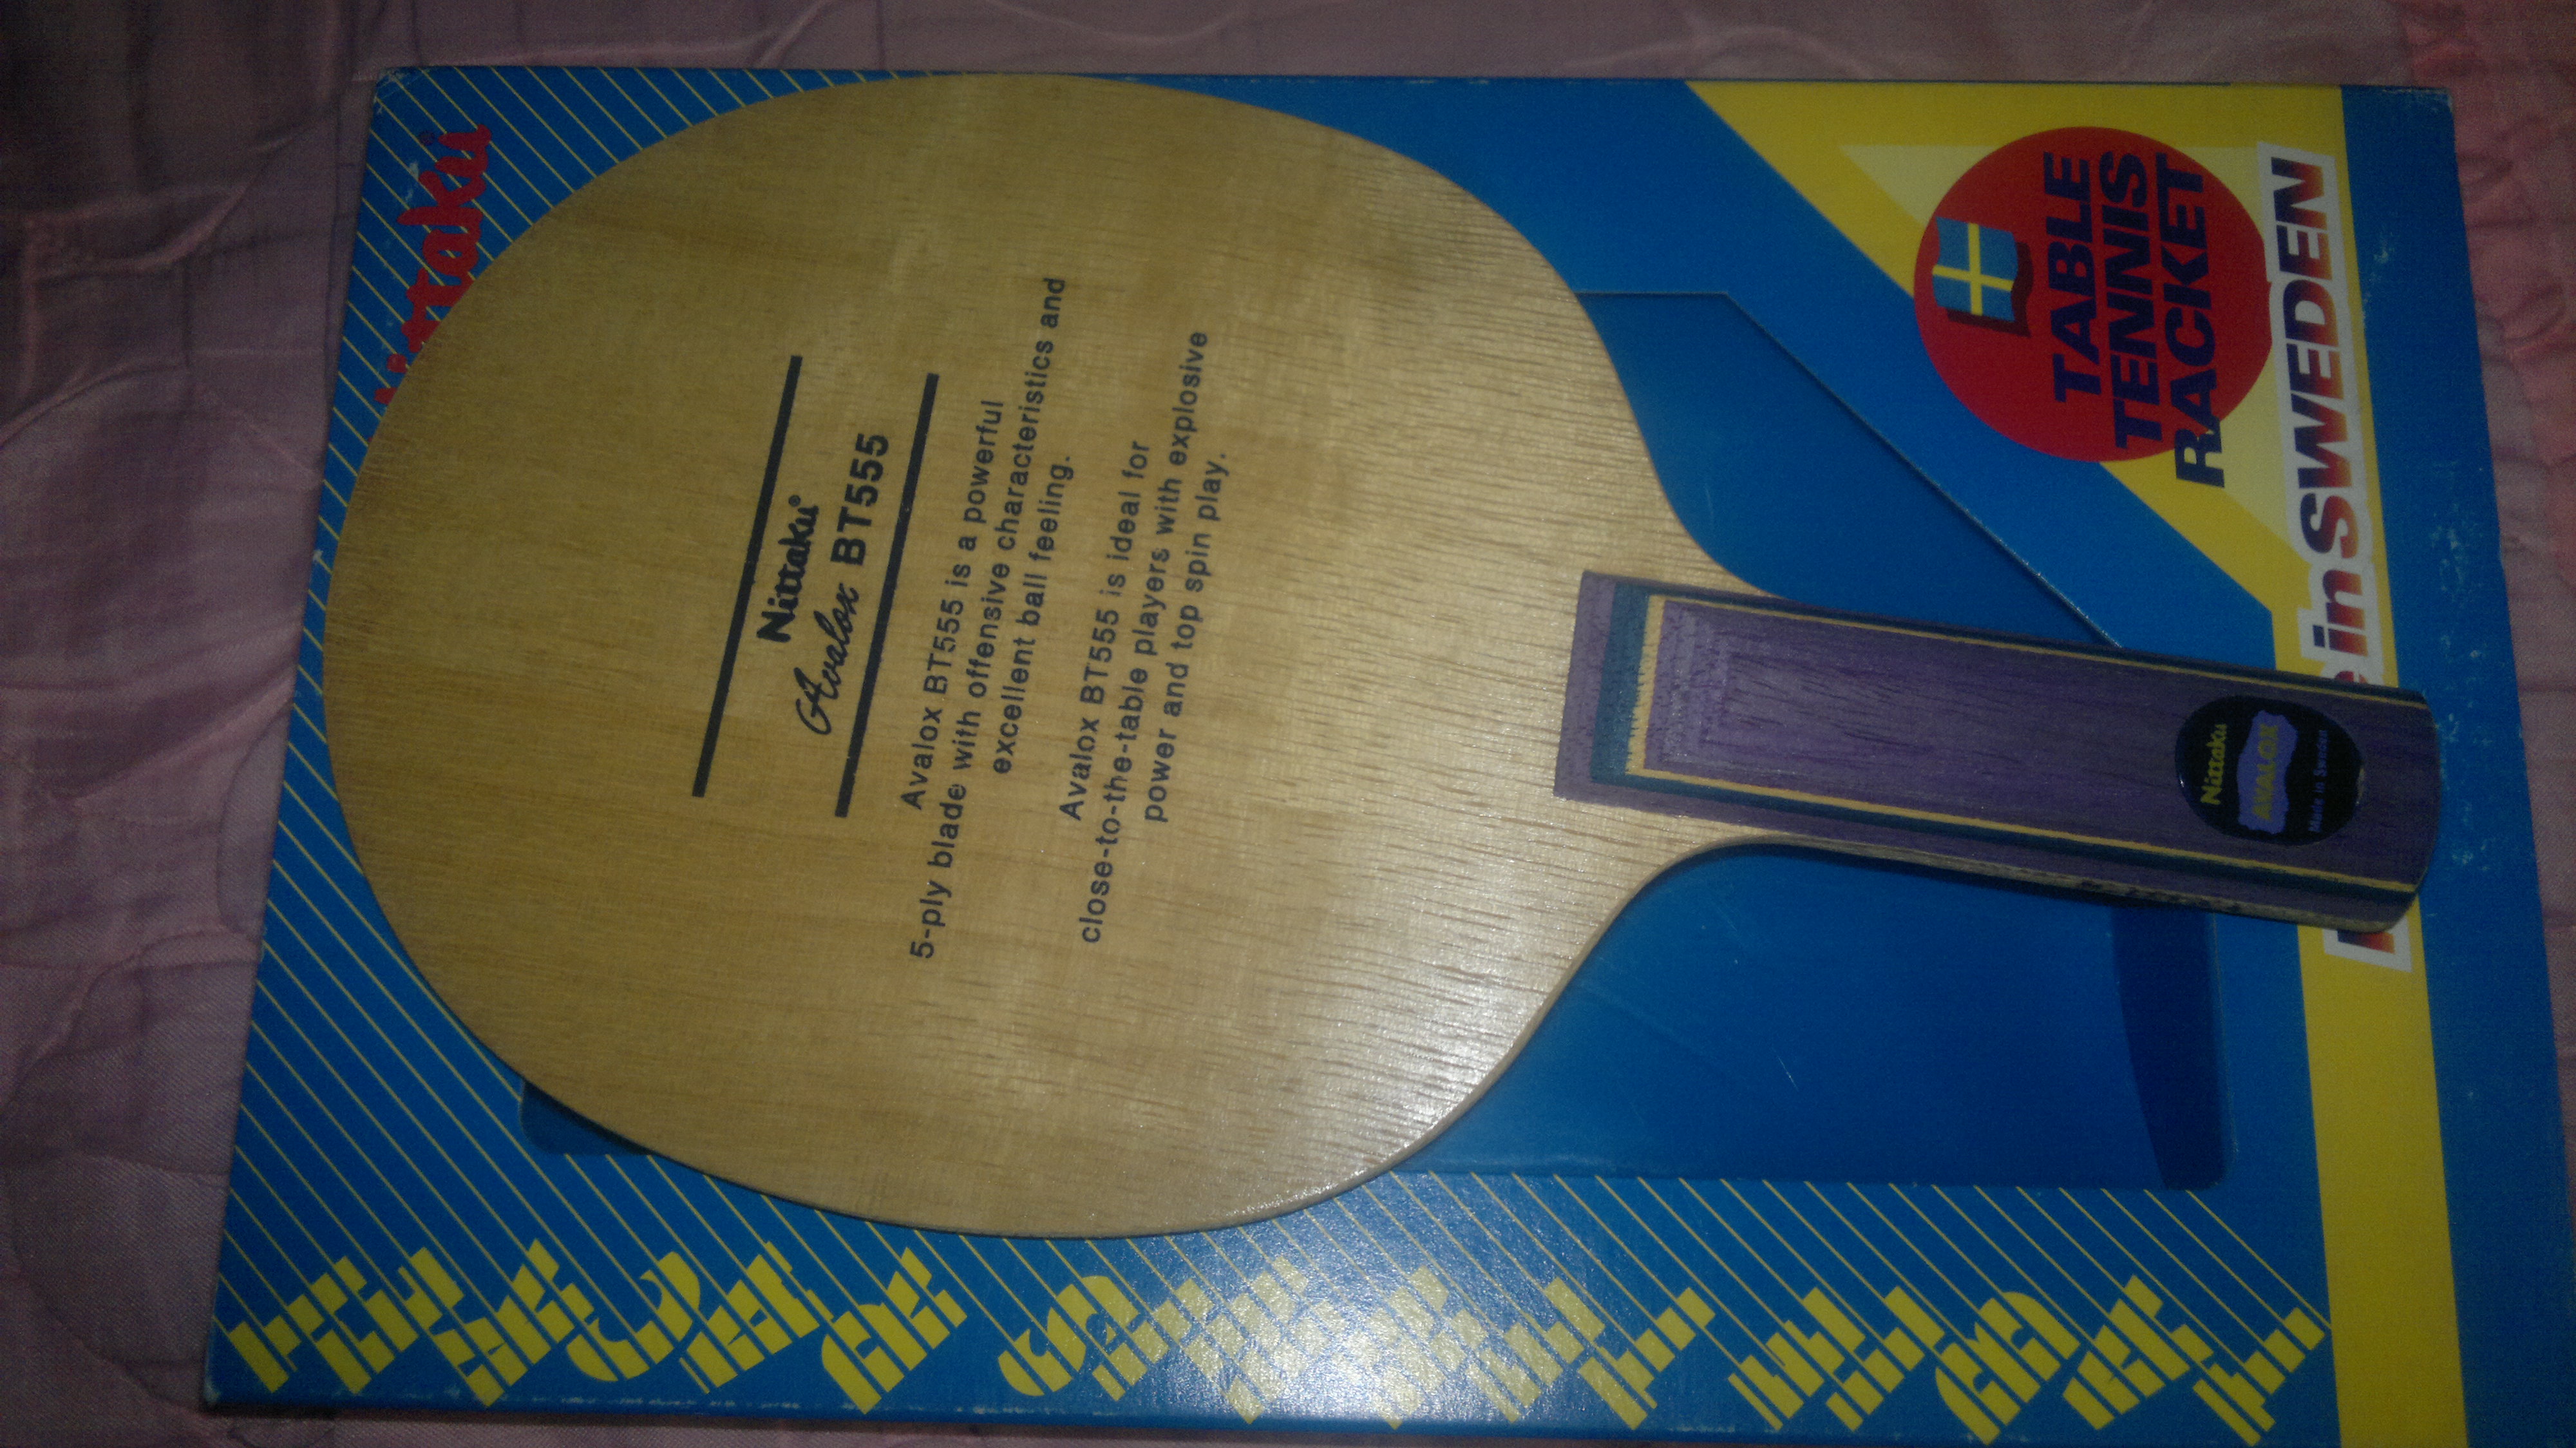 Nittaku
Nittaku®
Avalox BT555
Avalox BT555 is a powerful
5-ply blade with offensive characteristics and
excellent ball feeling.
Avalox BT555 is ideal for
close-to-the-table players with explosive
power and top spin play.
TABLE
TENNIS
RACKET
in SWEDEN
Nittaku
AVALOX
Made in Sweden